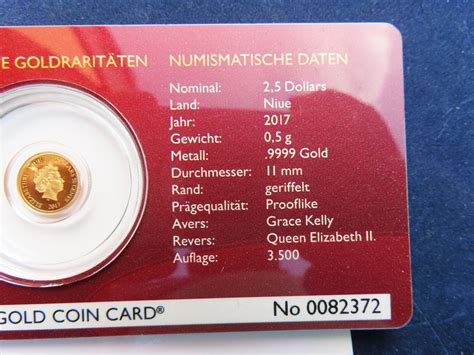 E GOLDRARITÄTEN
NUMISMATISCHE DATEN
Nominal: 2,5 Dollars
Land: Niue
Jahr: 2017
Gewicht: 0,5 g
Metall: .9999 Gold
Durchmesser: 11 mm
Rand: geriffelt
Prägequalität: Prooflike
Avers: Grace Kelly
Revers: Queen Elizabeth II.
Auflage: 3.500
GOLD COIN CARD®
No 0082372
2017